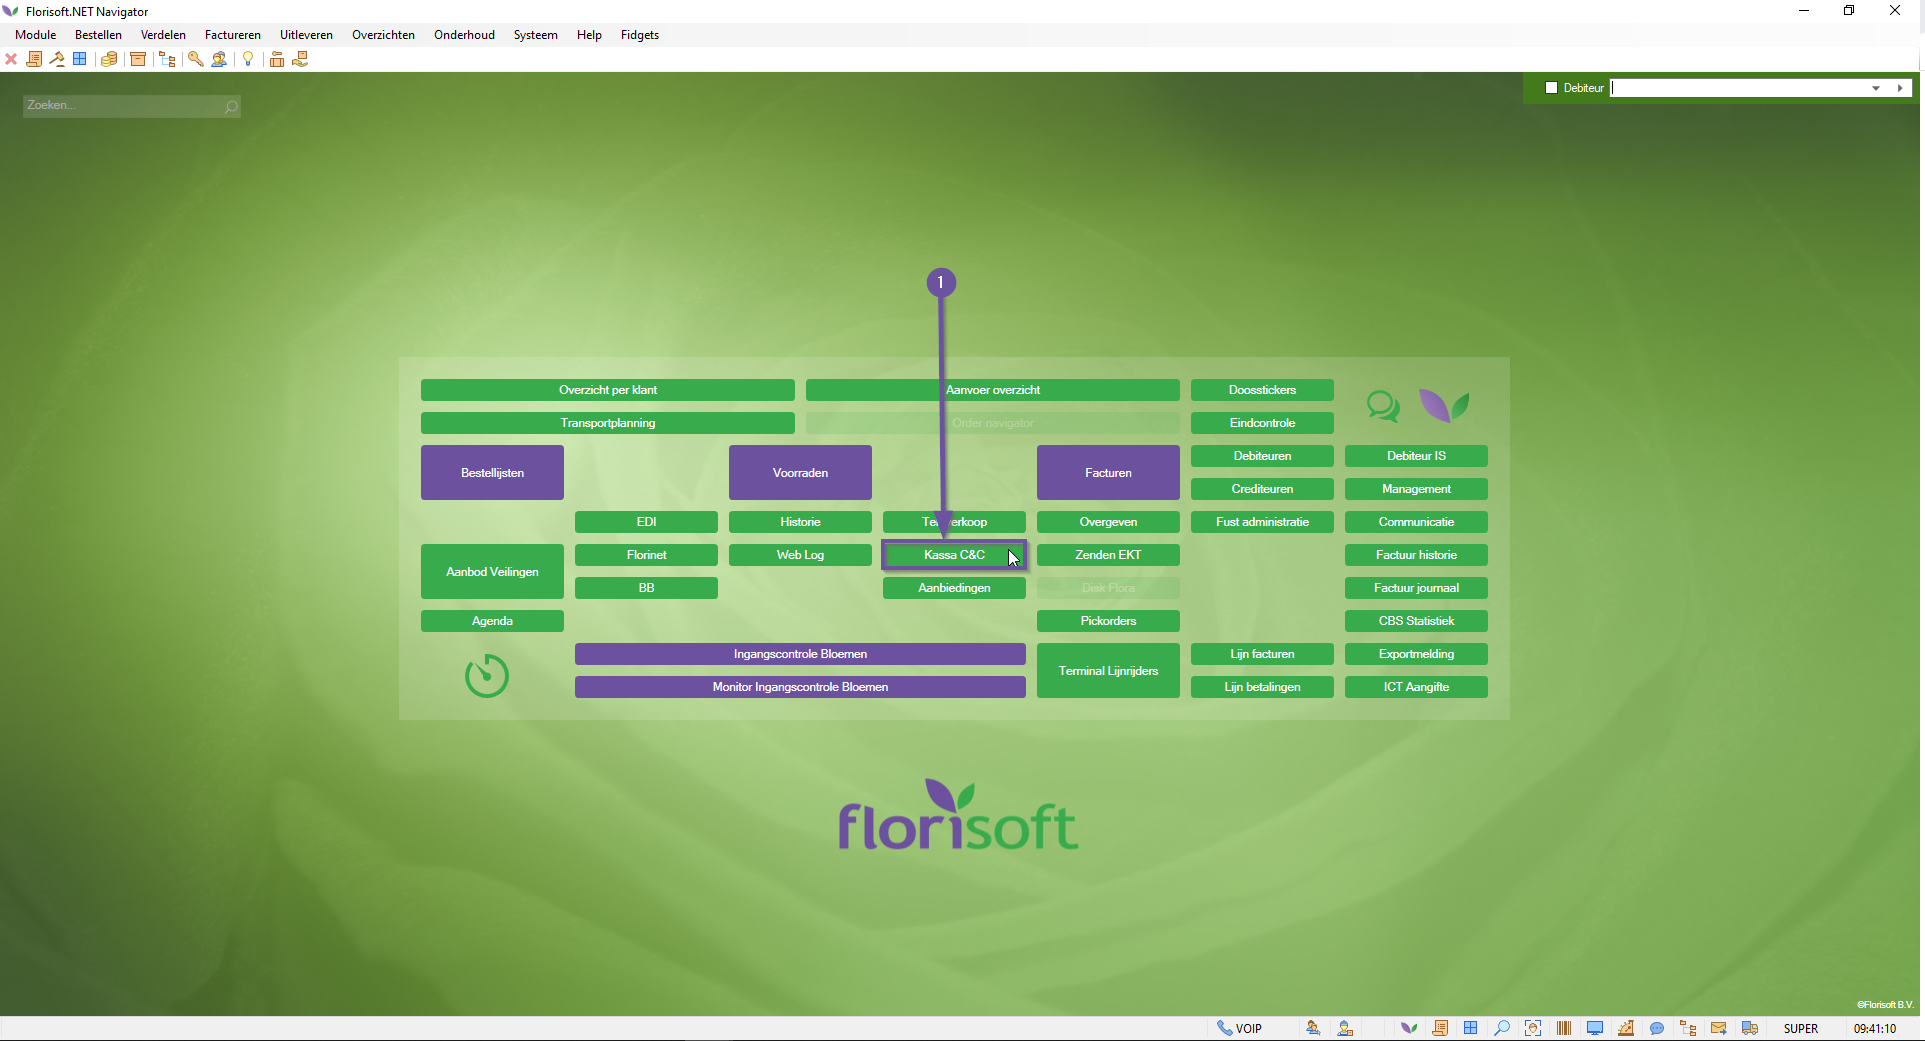 Florisoft.NET Navigator
Module Bestellen Verdelen Factureren Uitleveren Overzichten Onderhoud Systeem Help Fidgets
Zoeken...
Debiteur
1
Overzicht per klant Aanvoer overzicht Doosstickers
Transportplanning Order navigator Eindcontrole
Bestellijsten Voorraden Facturen
Debiteuren Debiteur IS
Crediteuren Management
EDI Historie Overgeven Fust administratie Communicatie
Florinet Web Log Kassa C&C Zenden EKT Factuur historie
Aanbod Veilingen
BB Aanbiedingen Disk Flora Factuur journaal
Agenda Pickorders CBS Statistiek
Ingangscontrole Bloemen Terminal Lijnrijders Lijn facturen Exportmelding
Monitor Ingangscontrole Bloemen Lijn betalingen ICT Aangifte
florisoft
©Florisoft B.V.
VOIP SUPER 09:41:10